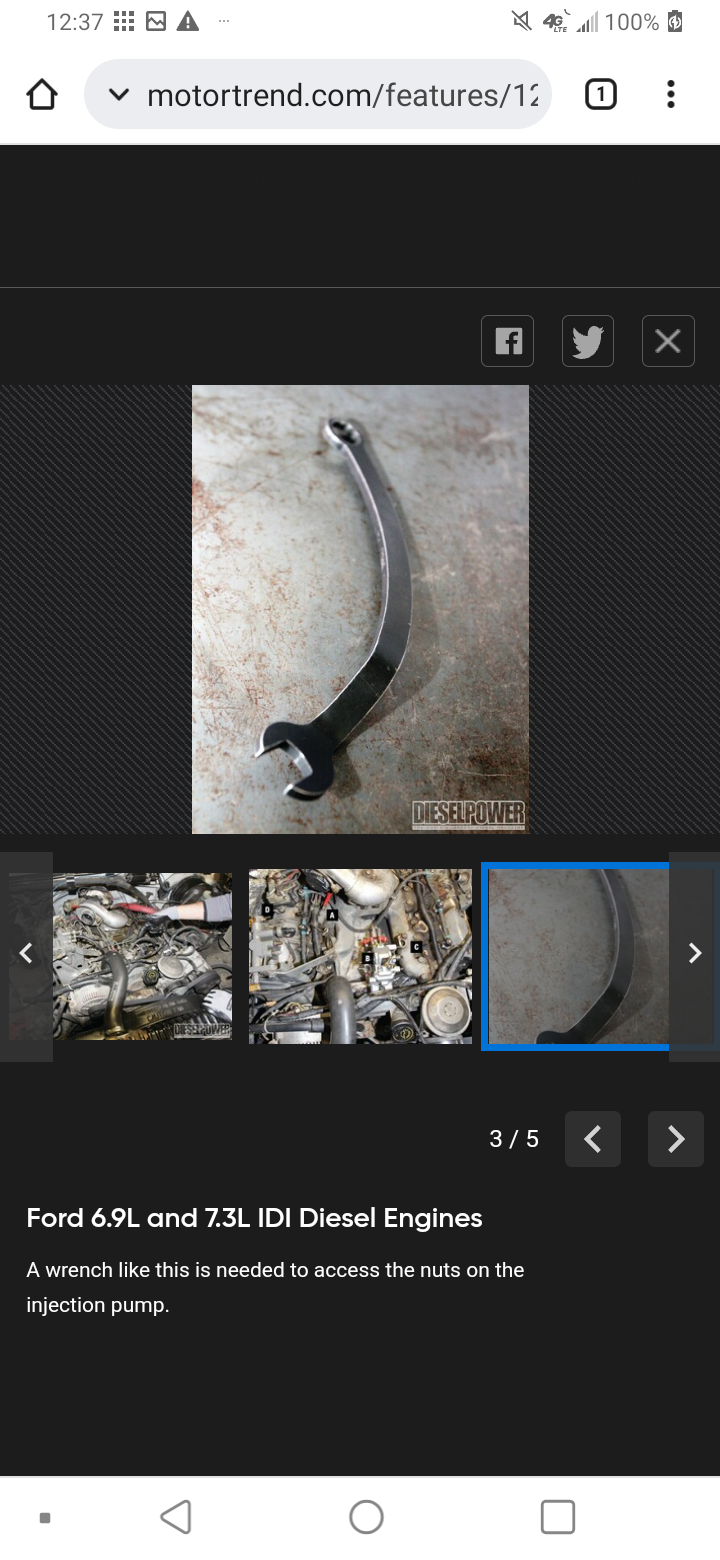 12:37
4G LTE 100%
motortrend.com/features/12
1
DIESELPOWER
D
A
B
C
DIESELPOWER
3 / 5
Ford 6.9L and 7.3L IDI Diesel Engines
A wrench like this is needed to access the nuts on the
injection pump.